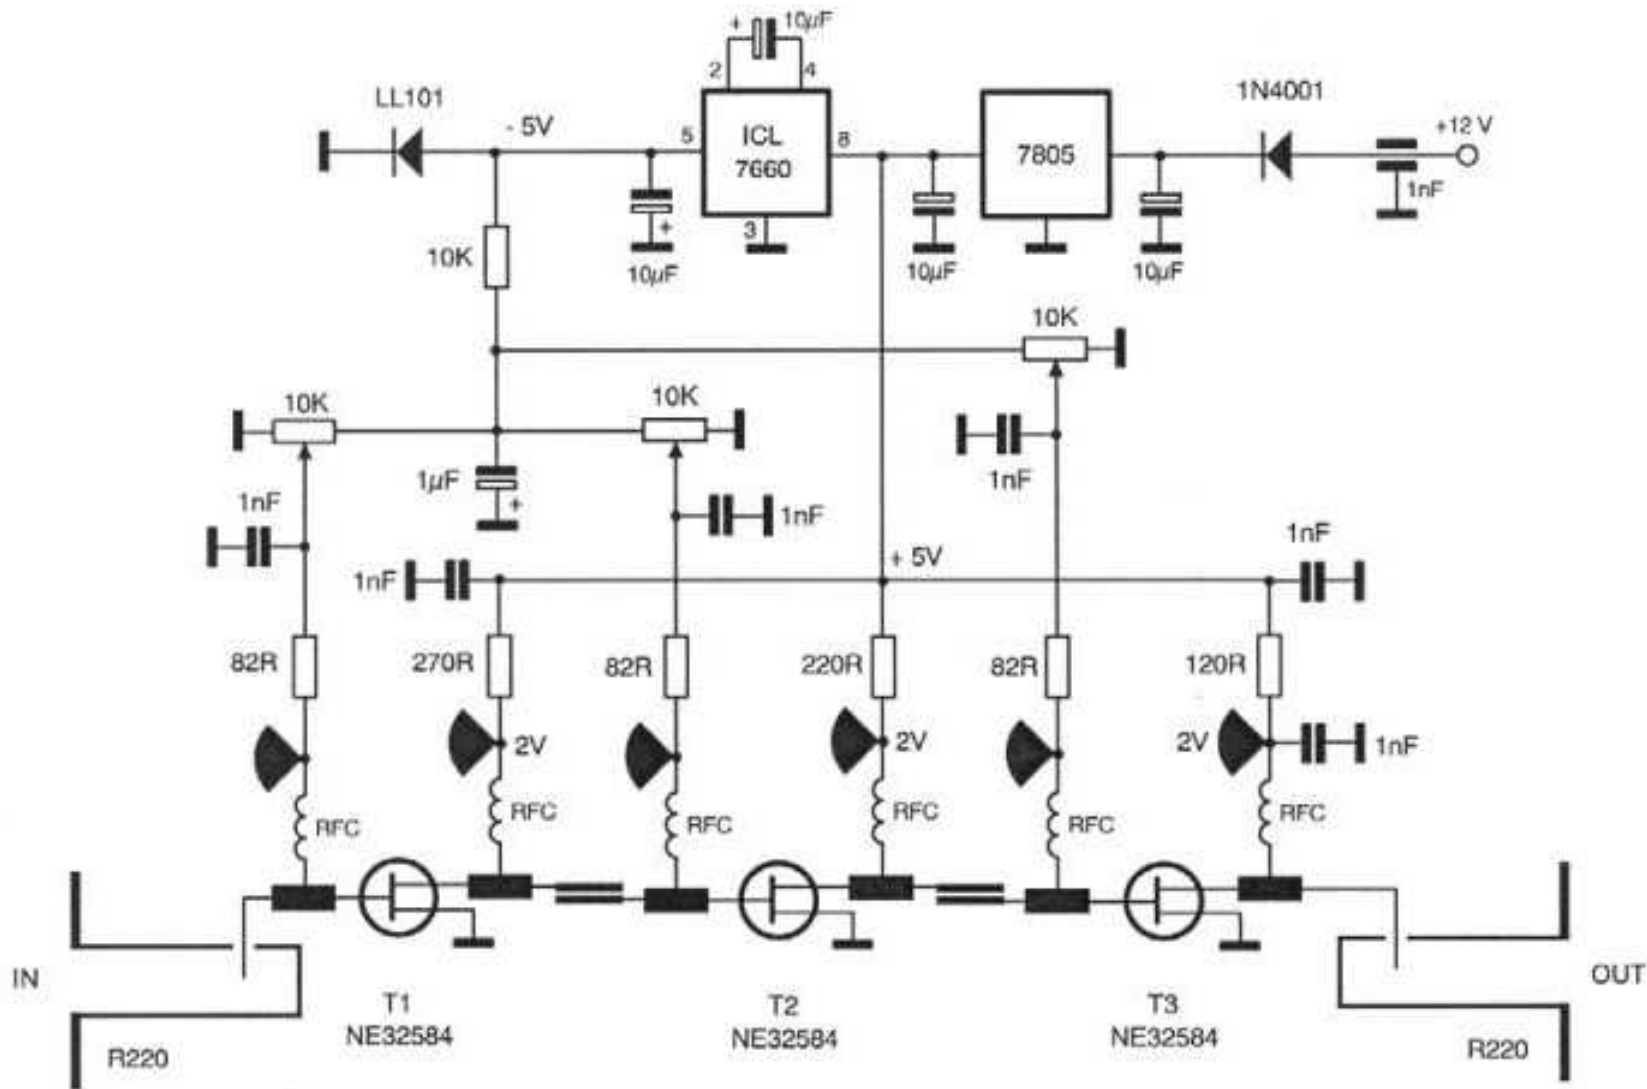 10µF
+
2
4
LL101
- 5V
5
ICL
7660
8
7805
1N4001
+12 V
1nF
3
+
10µF
10µF
10µF
10K
10K
10K
10K
1µF
+
1nF
1nF
1nF
1nF
+ 5V
1nF
82R
270R
82R
220R
82R
120R
2V
2V
2V
1nF
RFC
RFC
RFC
RFC
RFC
RFC
IN
OUT
T1
NE32584
T2
NE32584
T3
NE32584
R220
R220